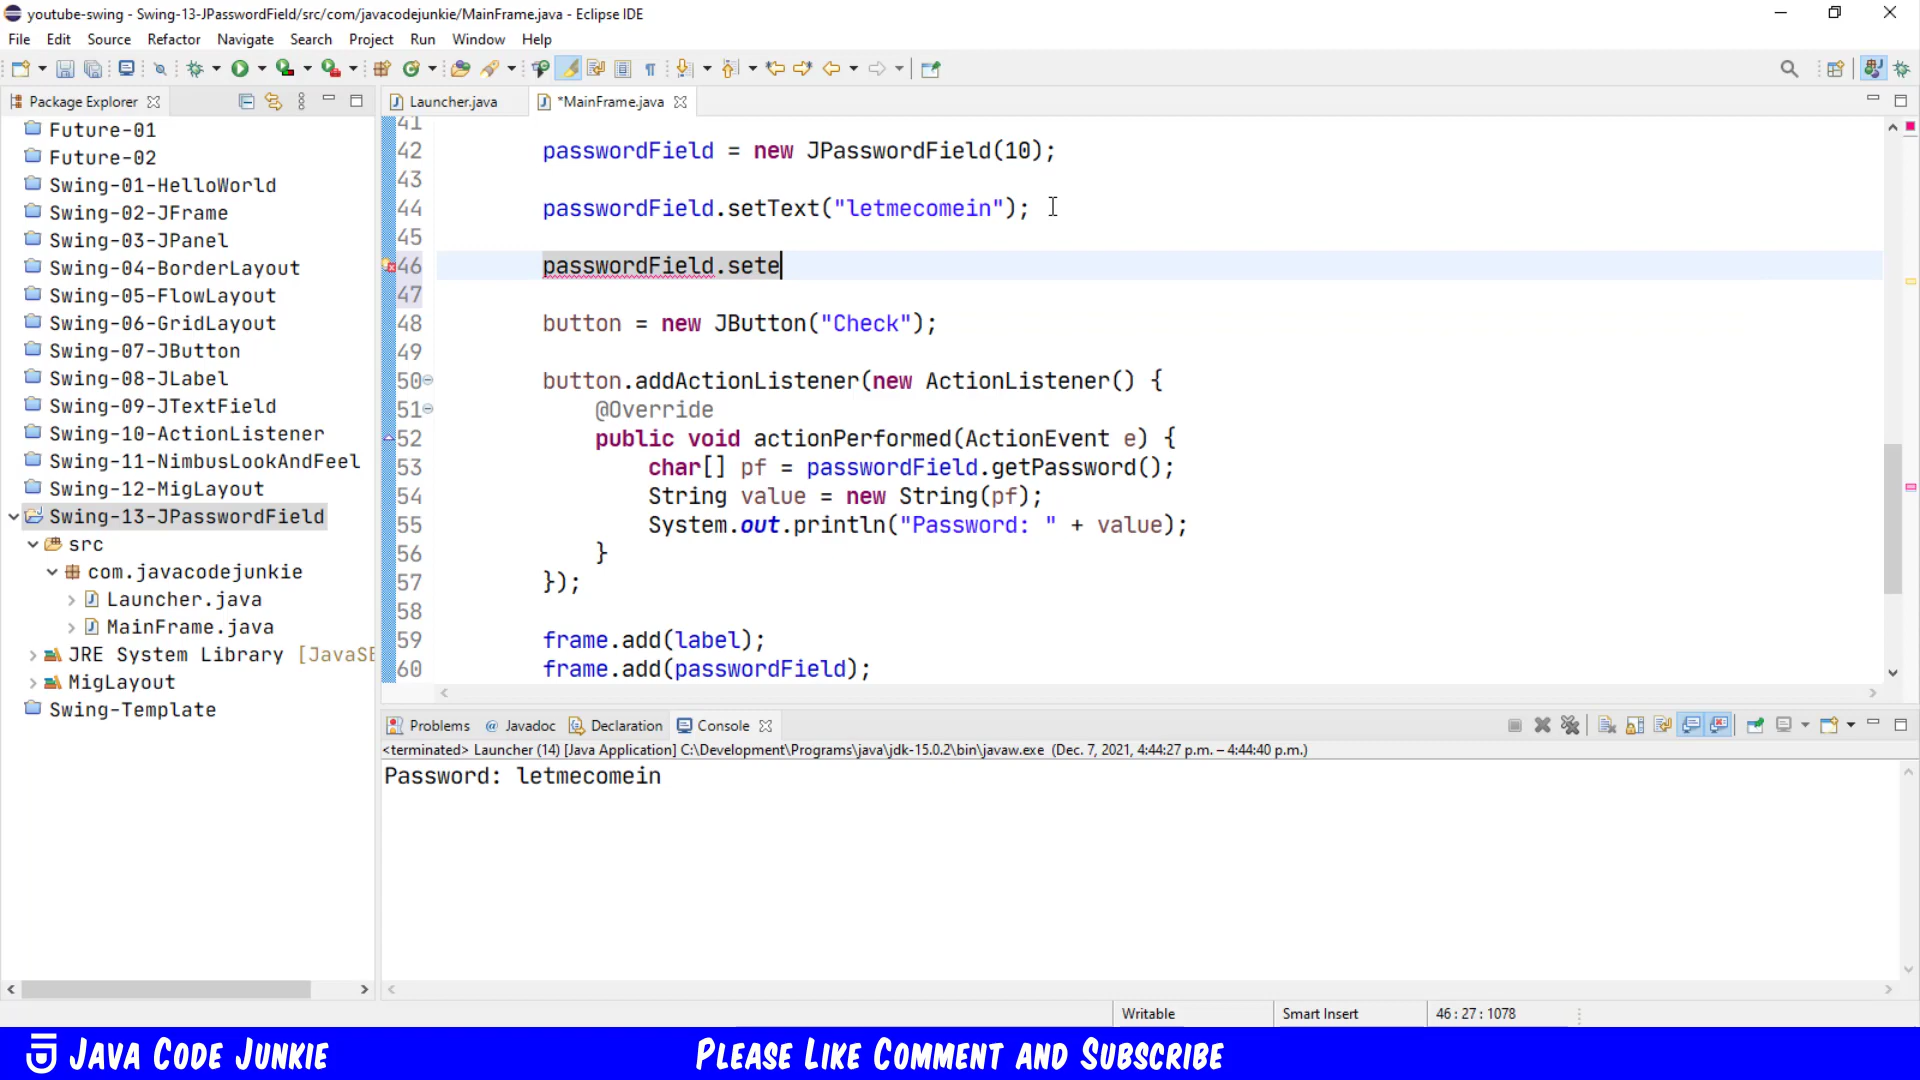 youtube-swing - Swing-13-JPasswordField/src/com/javacodejunkie/MainFrame.java - Eclipse IDE
File Edit Source Refactor Navigate Search Project Run Window Help
Package Explorer
Launcher.java
*MainFrame.java
Future-01
Future-02
Swing-01-HelloWorld
Swing-02-JFrame
Swing-03-JPanel
Swing-04-BorderLayout
Swing-05-FlowLayout
Swing-06-GridLayout
Swing-07-JButton
Swing-08-JLabel
Swing-09-JTextField
Swing-10-ActionListener
Swing-11-NimbusLookAndFeel
Swing-12-MigLayout
Swing-13-JPasswordField
src
com.javacodejunkie
Launcher.java
MainFrame.java
JRE System Library [JavaSE
MigLayout
Swing-Template
41
42 passwordField = new JPasswordField(10);
43
44 passwordField.setText("letmecomein");
45
46 passwordField.sete
47
48 button = new JButton("Check");
49
50 button.addActionListener(new ActionListener() {
51 @Override
52 public void actionPerformed(ActionEvent e) {
53 char[] pf = passwordField.getPassword();
54 String value = new String(pf);
55 System.out.println("Password: " + value);
56 }
57 });
58
59 frame.add(label);
60 frame.add(passwordField);
Problems @ Javadoc Declaration Console
<terminated> Launcher (14) [Java Application] C:\Development\Programs\java\jdk-15.0.2\bin\javaw.exe (Dec. 7, 2021, 4:44:27 p.m. – 4:44:40 p.m.)
Password: letmecomein
Writable Smart Insert 46 : 27 : 1078
JAVA CODE JUNKIE
PLEASE LIKE COMMENT AND SUBSCRIBE